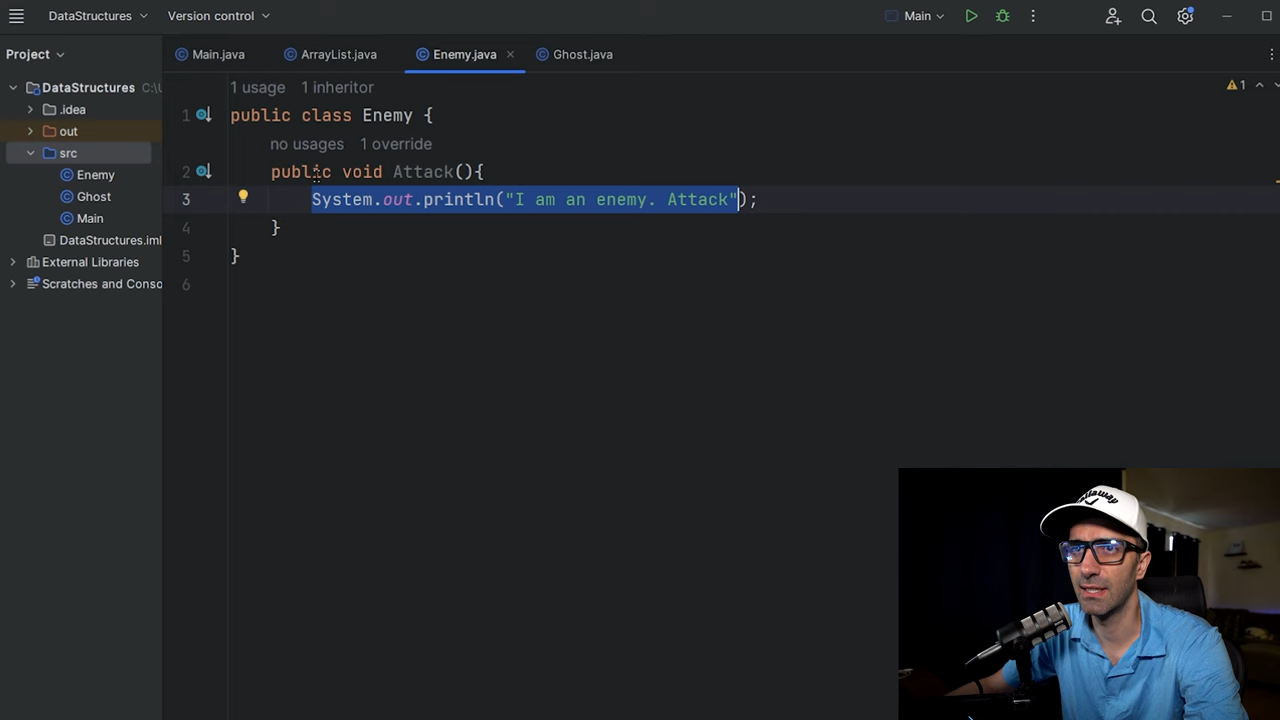 DataStructures Version control Main
Project Main.java ArrayList.java Enemy.java Ghost.java
DataStructures C:\U
.idea
out
src
Enemy
Ghost
Main
DataStructures.iml
External Libraries
Scratches and Conso
1 usage 1 inheritor
1 public class Enemy {
no usages 1 override
2 public void Attack(){
3 System.out.println("I am an enemy. Attack");
4 }
5 }
6
1
callaway